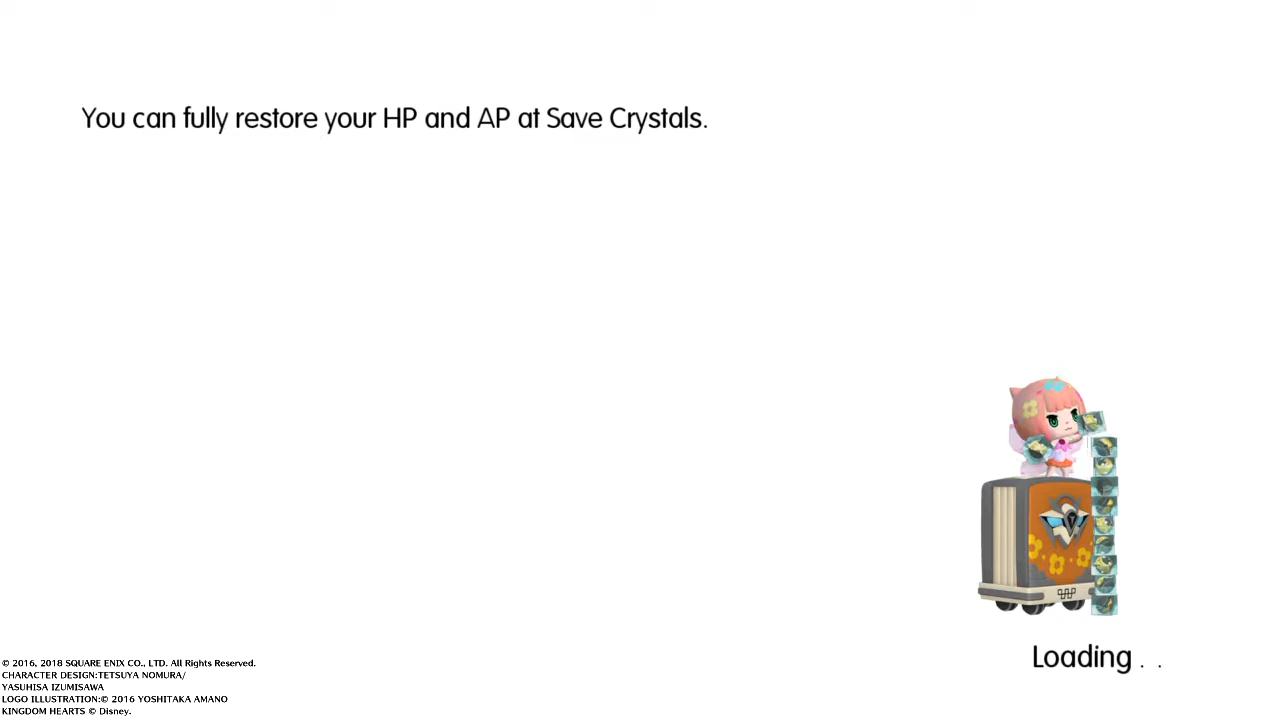 You can fully restore your HP and AP at Save Crystals.
Loading . .
© 2016, 2018 SQUARE ENIX CO., LTD. All Rights Reserved.
CHARACTER DESIGN:TETSUYA NOMURA/
YASUHISA IZUMISAWA
LOGO ILLUSTRATION:© 2016 YOSHITAKA AMANO
KINGDOM HEARTS © Disney.